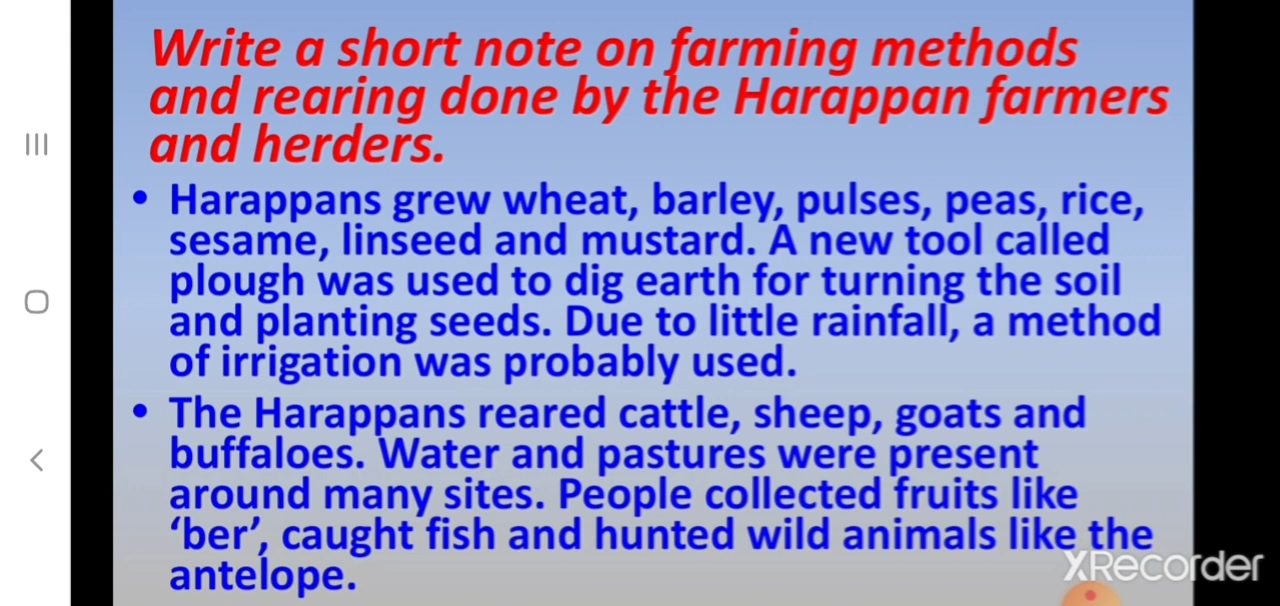 Write a short note on farming methods
and rearing done by the Harappan farmers
and herders.
• Harappans grew wheat, barley, pulses, peas, rice,
sesame, linseed and mustard. A new tool called
plough was used to dig earth for turning the soil
and planting seeds. Due to little rainfall, a method
of irrigation was probably used.
• The Harappans reared cattle, sheep, goats and
buffaloes. Water and pastures were present
around many sites. People collected fruits like
‘ber’, caught fish and hunted wild animals like the
antelope.
XRecorder